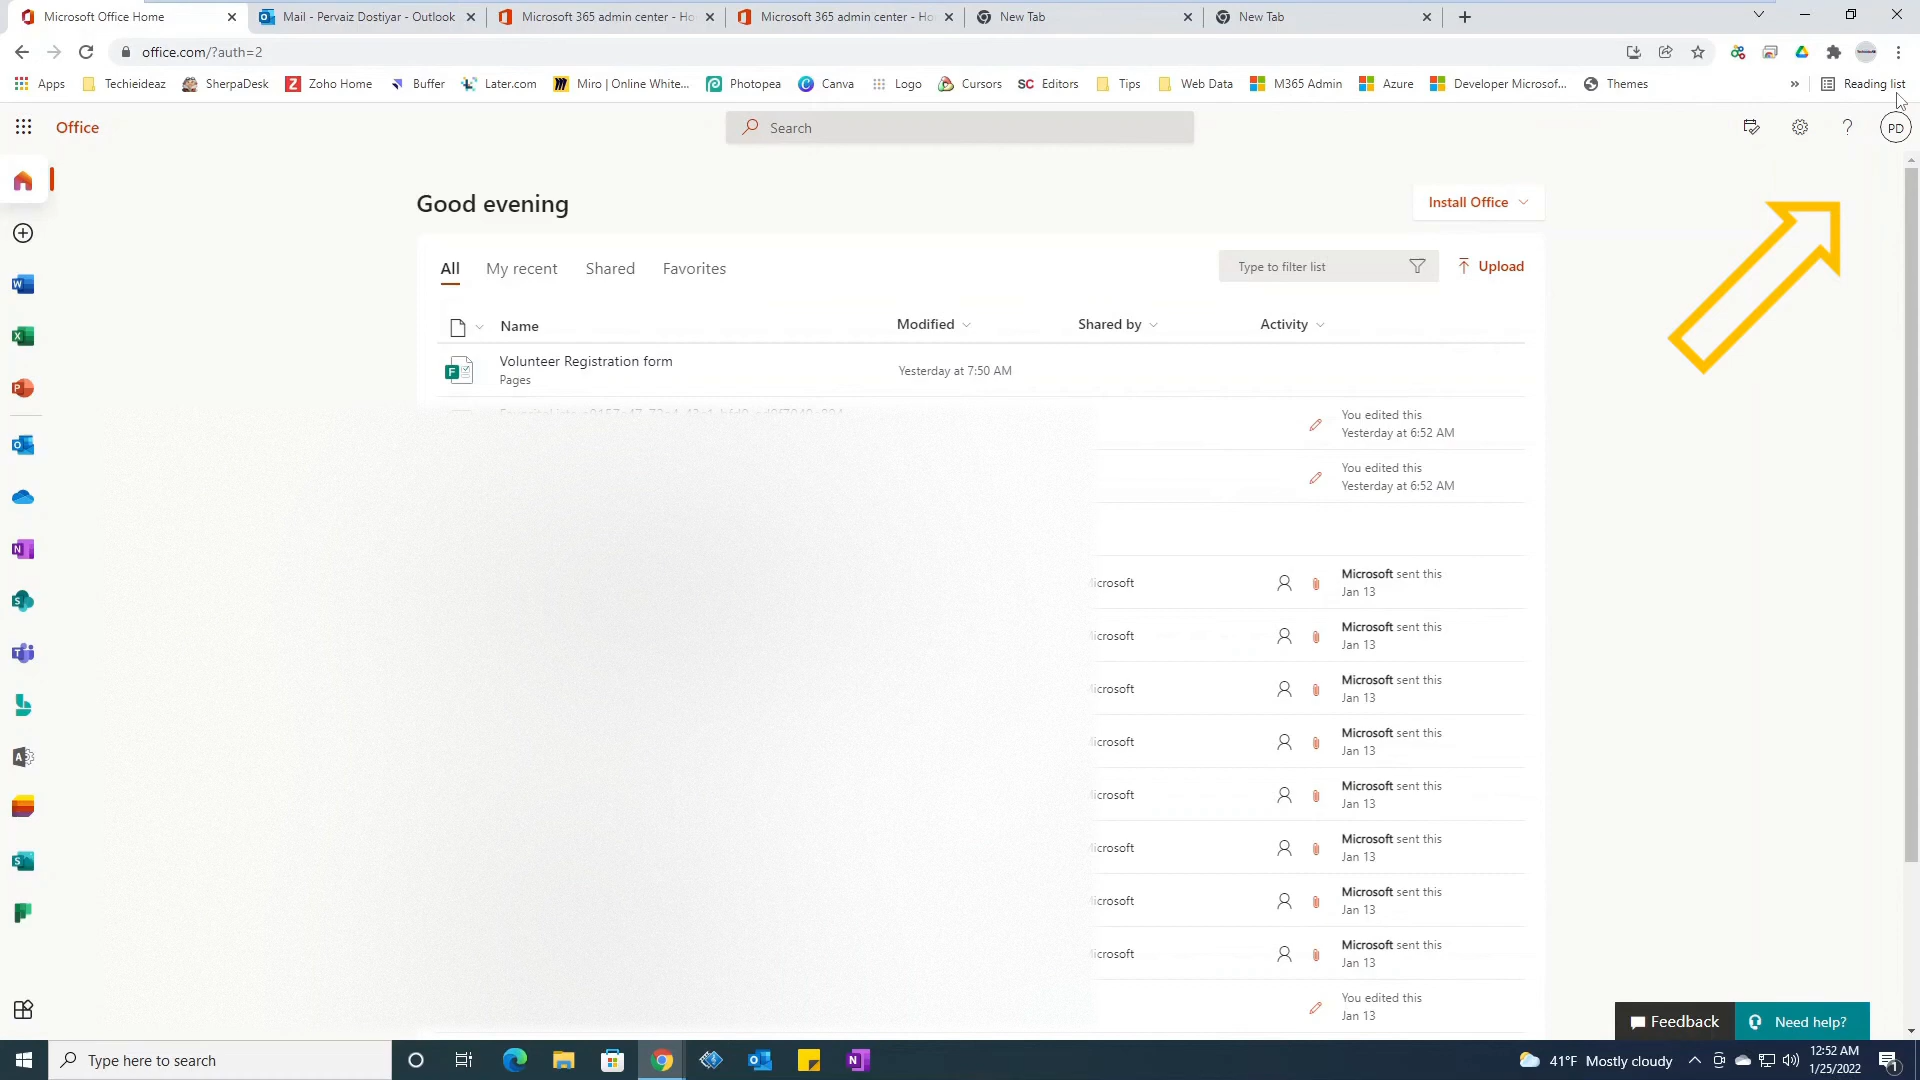 Microsoft Office Home
Mail - Pervaiz Dostiyar - Outlook
Microsoft 365 admin center - Ho
Microsoft 365 admin center - Ho
New Tab
New Tab
office.com/?auth=2
Apps
Techieideaz
SherpaDesk
Zoho Home
Buffer
Later.com
Miro | Online White...
Photopea
Canva
Logo
Cursors
SC Editors
Tips
Web Data
M365 Admin
Azure
Developer Microsof...
Themes
»
Reading list
Office
Search
?
PD
Good evening
Install Office
All
My recent
Shared
Favorites
Type to filter list
Upload
Name
Modified
Shared by
Activity
Volunteer Registration form
Pages
Yesterday at 7:50 AM
You edited this
Yesterday at 6:52 AM
You edited this
Yesterday at 6:52 AM
icrosoft
Microsoft sent this
Jan 13
icrosoft
Microsoft sent this
Jan 13
icrosoft
Microsoft sent this
Jan 13
icrosoft
Microsoft sent this
Jan 13
icrosoft
Microsoft sent this
Jan 13
icrosoft
Microsoft sent this
Jan 13
icrosoft
Microsoft sent this
Jan 13
icrosoft
Microsoft sent this
Jan 13
You edited this
Jan 13
Feedback
Need help?
Type here to search
41°F Mostly cloudy
12:52 AM
1/25/2022
1